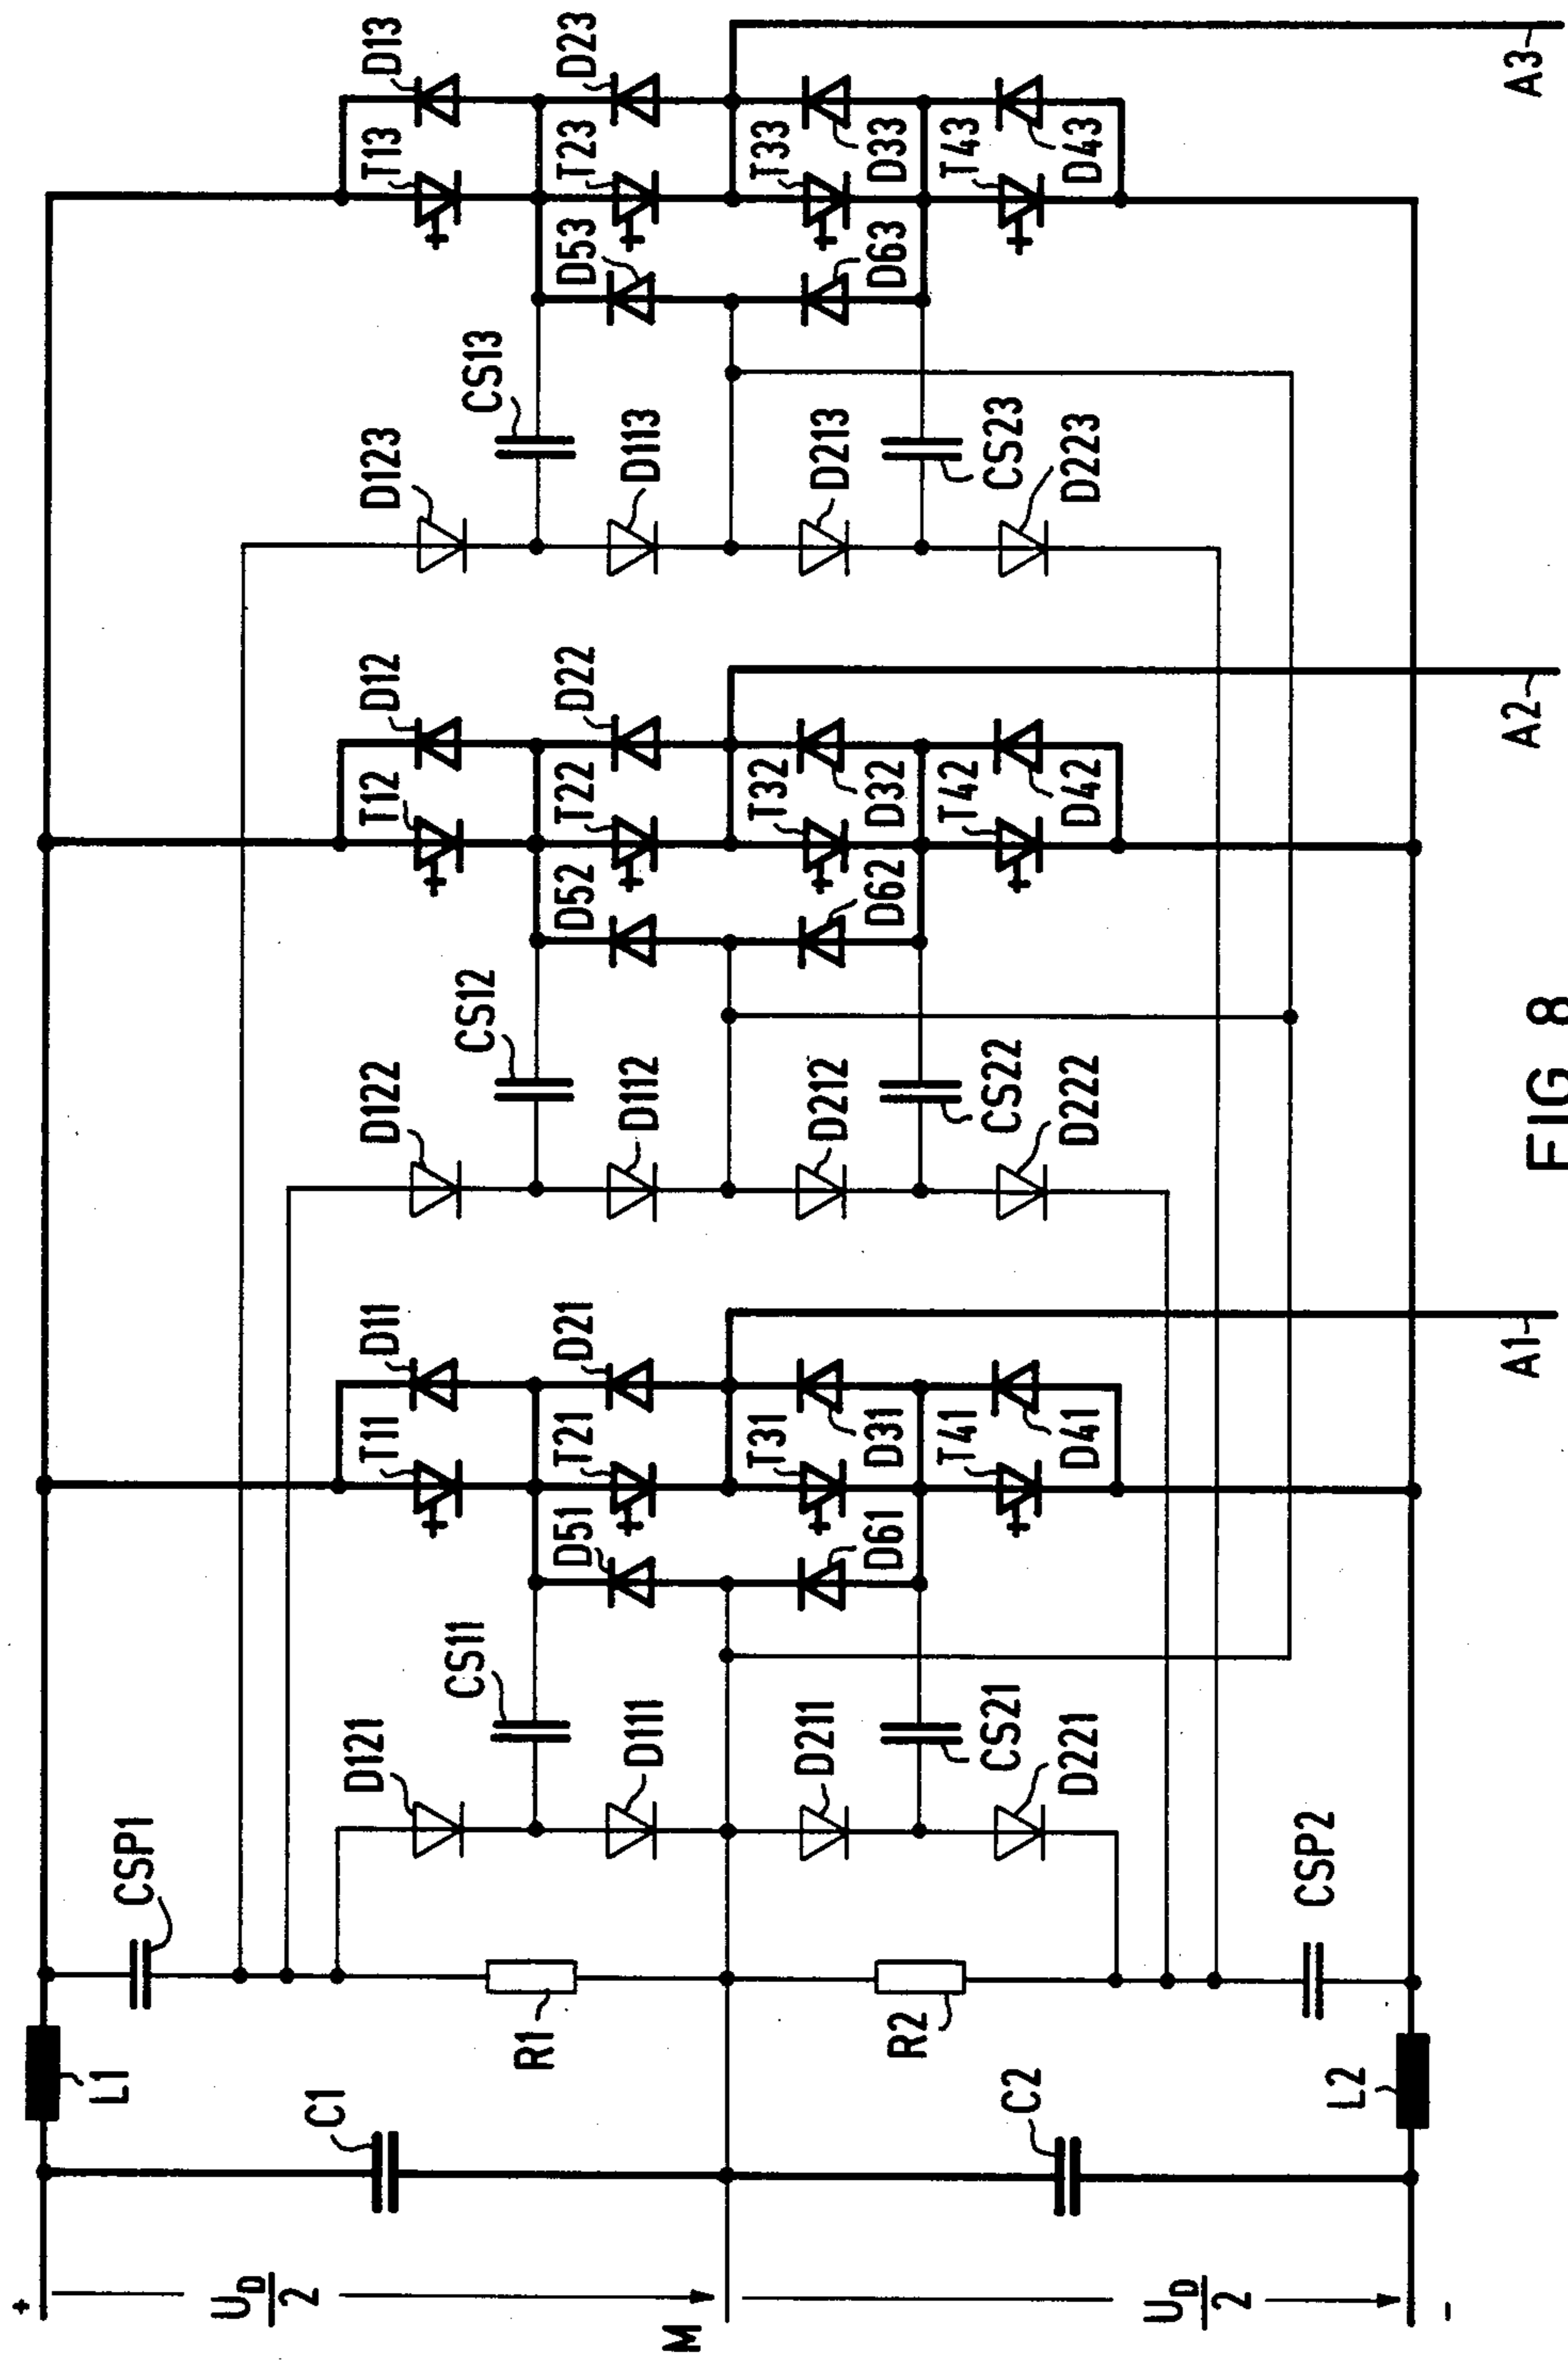 +
U_D/2
M
U_D/2
-
L1
C1
C2
L2
CSP1
R1
R2
CSP2
D121
CS11
D111
D211
CS21
D221
D51
D61
T11
D11
T21
D21
T31
D31
T41
D41
A1
D122
CS12
D112
D212
CS22
D222
D52
D62
T12
D12
T22
D22
T32
D32
T42
D42
A2
D123
CS13
D113
D213
CS23
D223
D53
D63
T13
D13
T23
D23
T33
D33
T43
D43
A3
FIG 8